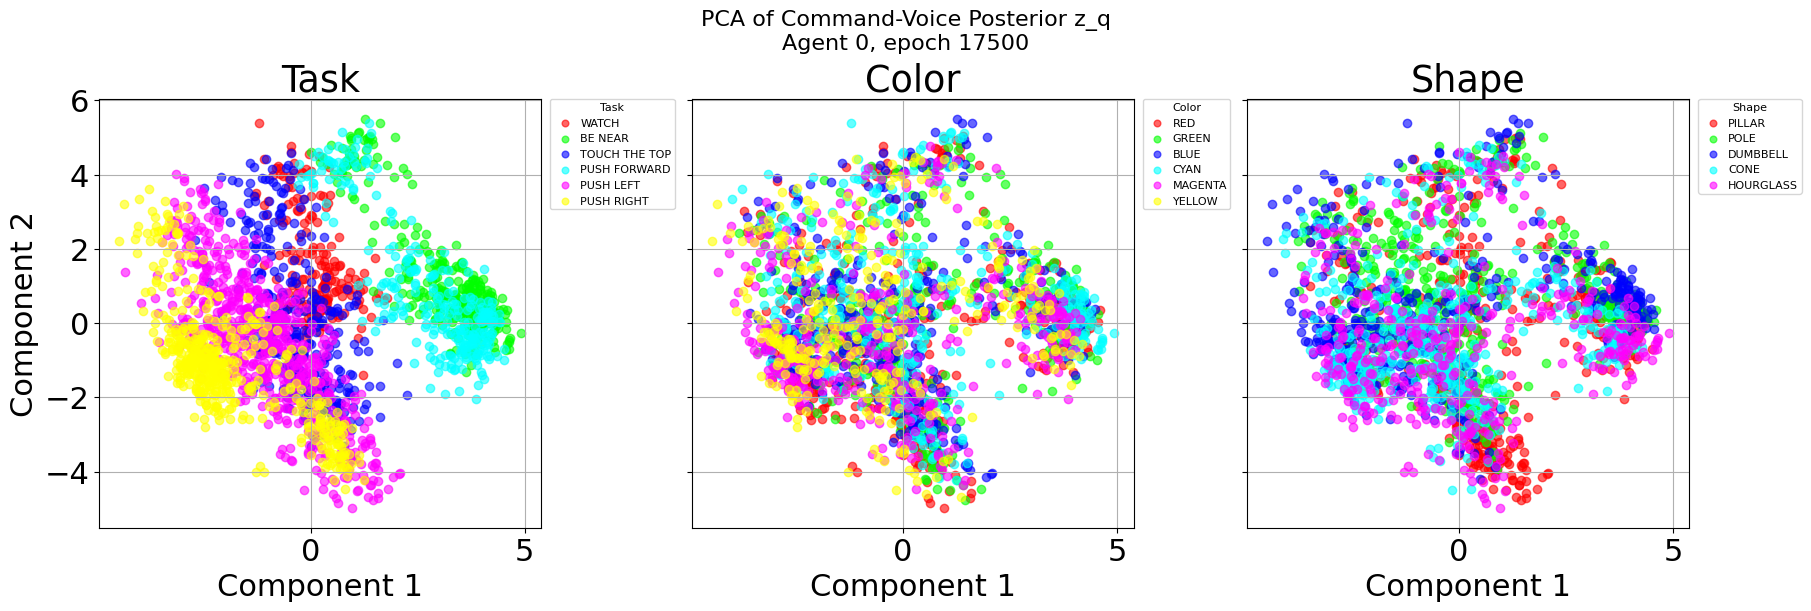 PCA of Command-Voice Posterior z_q
Agent 0, epoch 17500
Task
Color
Shape
Task
WATCH
BE NEAR
TOUCH THE TOP
PUSH FORWARD
PUSH LEFT
PUSH RIGHT
Color
RED
GREEN
BLUE
CYAN
MAGENTA
YELLOW
Shape
PILLAR
POLE
DUMBBELL
CONE
HOURGLASS
Component 2
6
4
2
0
−2
−4
0 5
0 5
0 5
Component 1
Component 1
Component 1